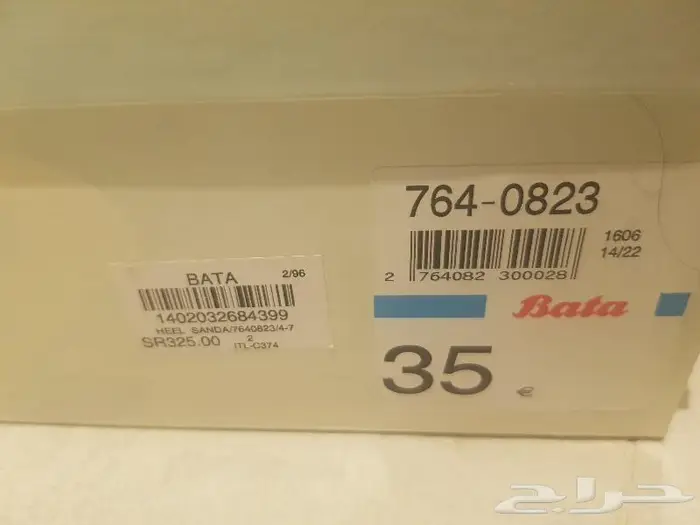 BATA 2/96
1402032684399
HEEL SANDA/7640823/4-7
SR325.00 2
ITL-C374
764-0823
1606
14/22
2 764082 300028
Bata
35 €
حراج